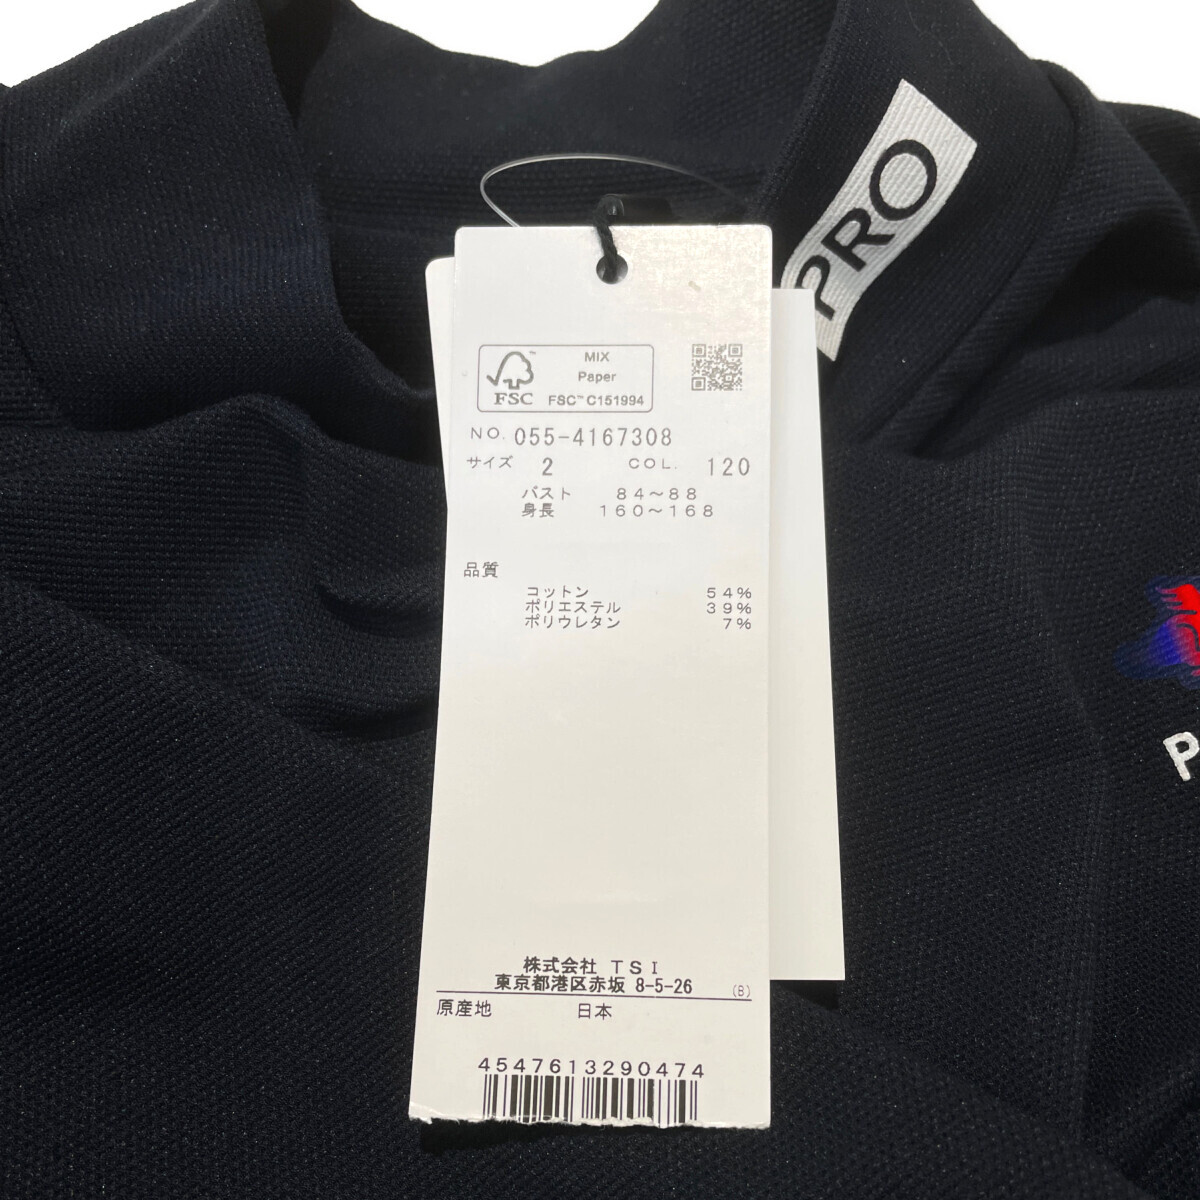 PRO
MIX
Paper
FSC
FSC™ C151994
NO. 055-4167308
サイズ 2 COL. 120
バスト 84～88
身長 160～168
品質
コットン 54%
ポリエステル 39%
ポリウレタン 7%
株式会社 TSI
東京都港区赤坂 8-5-26
(B)
原産地 日本
4547613290474
P